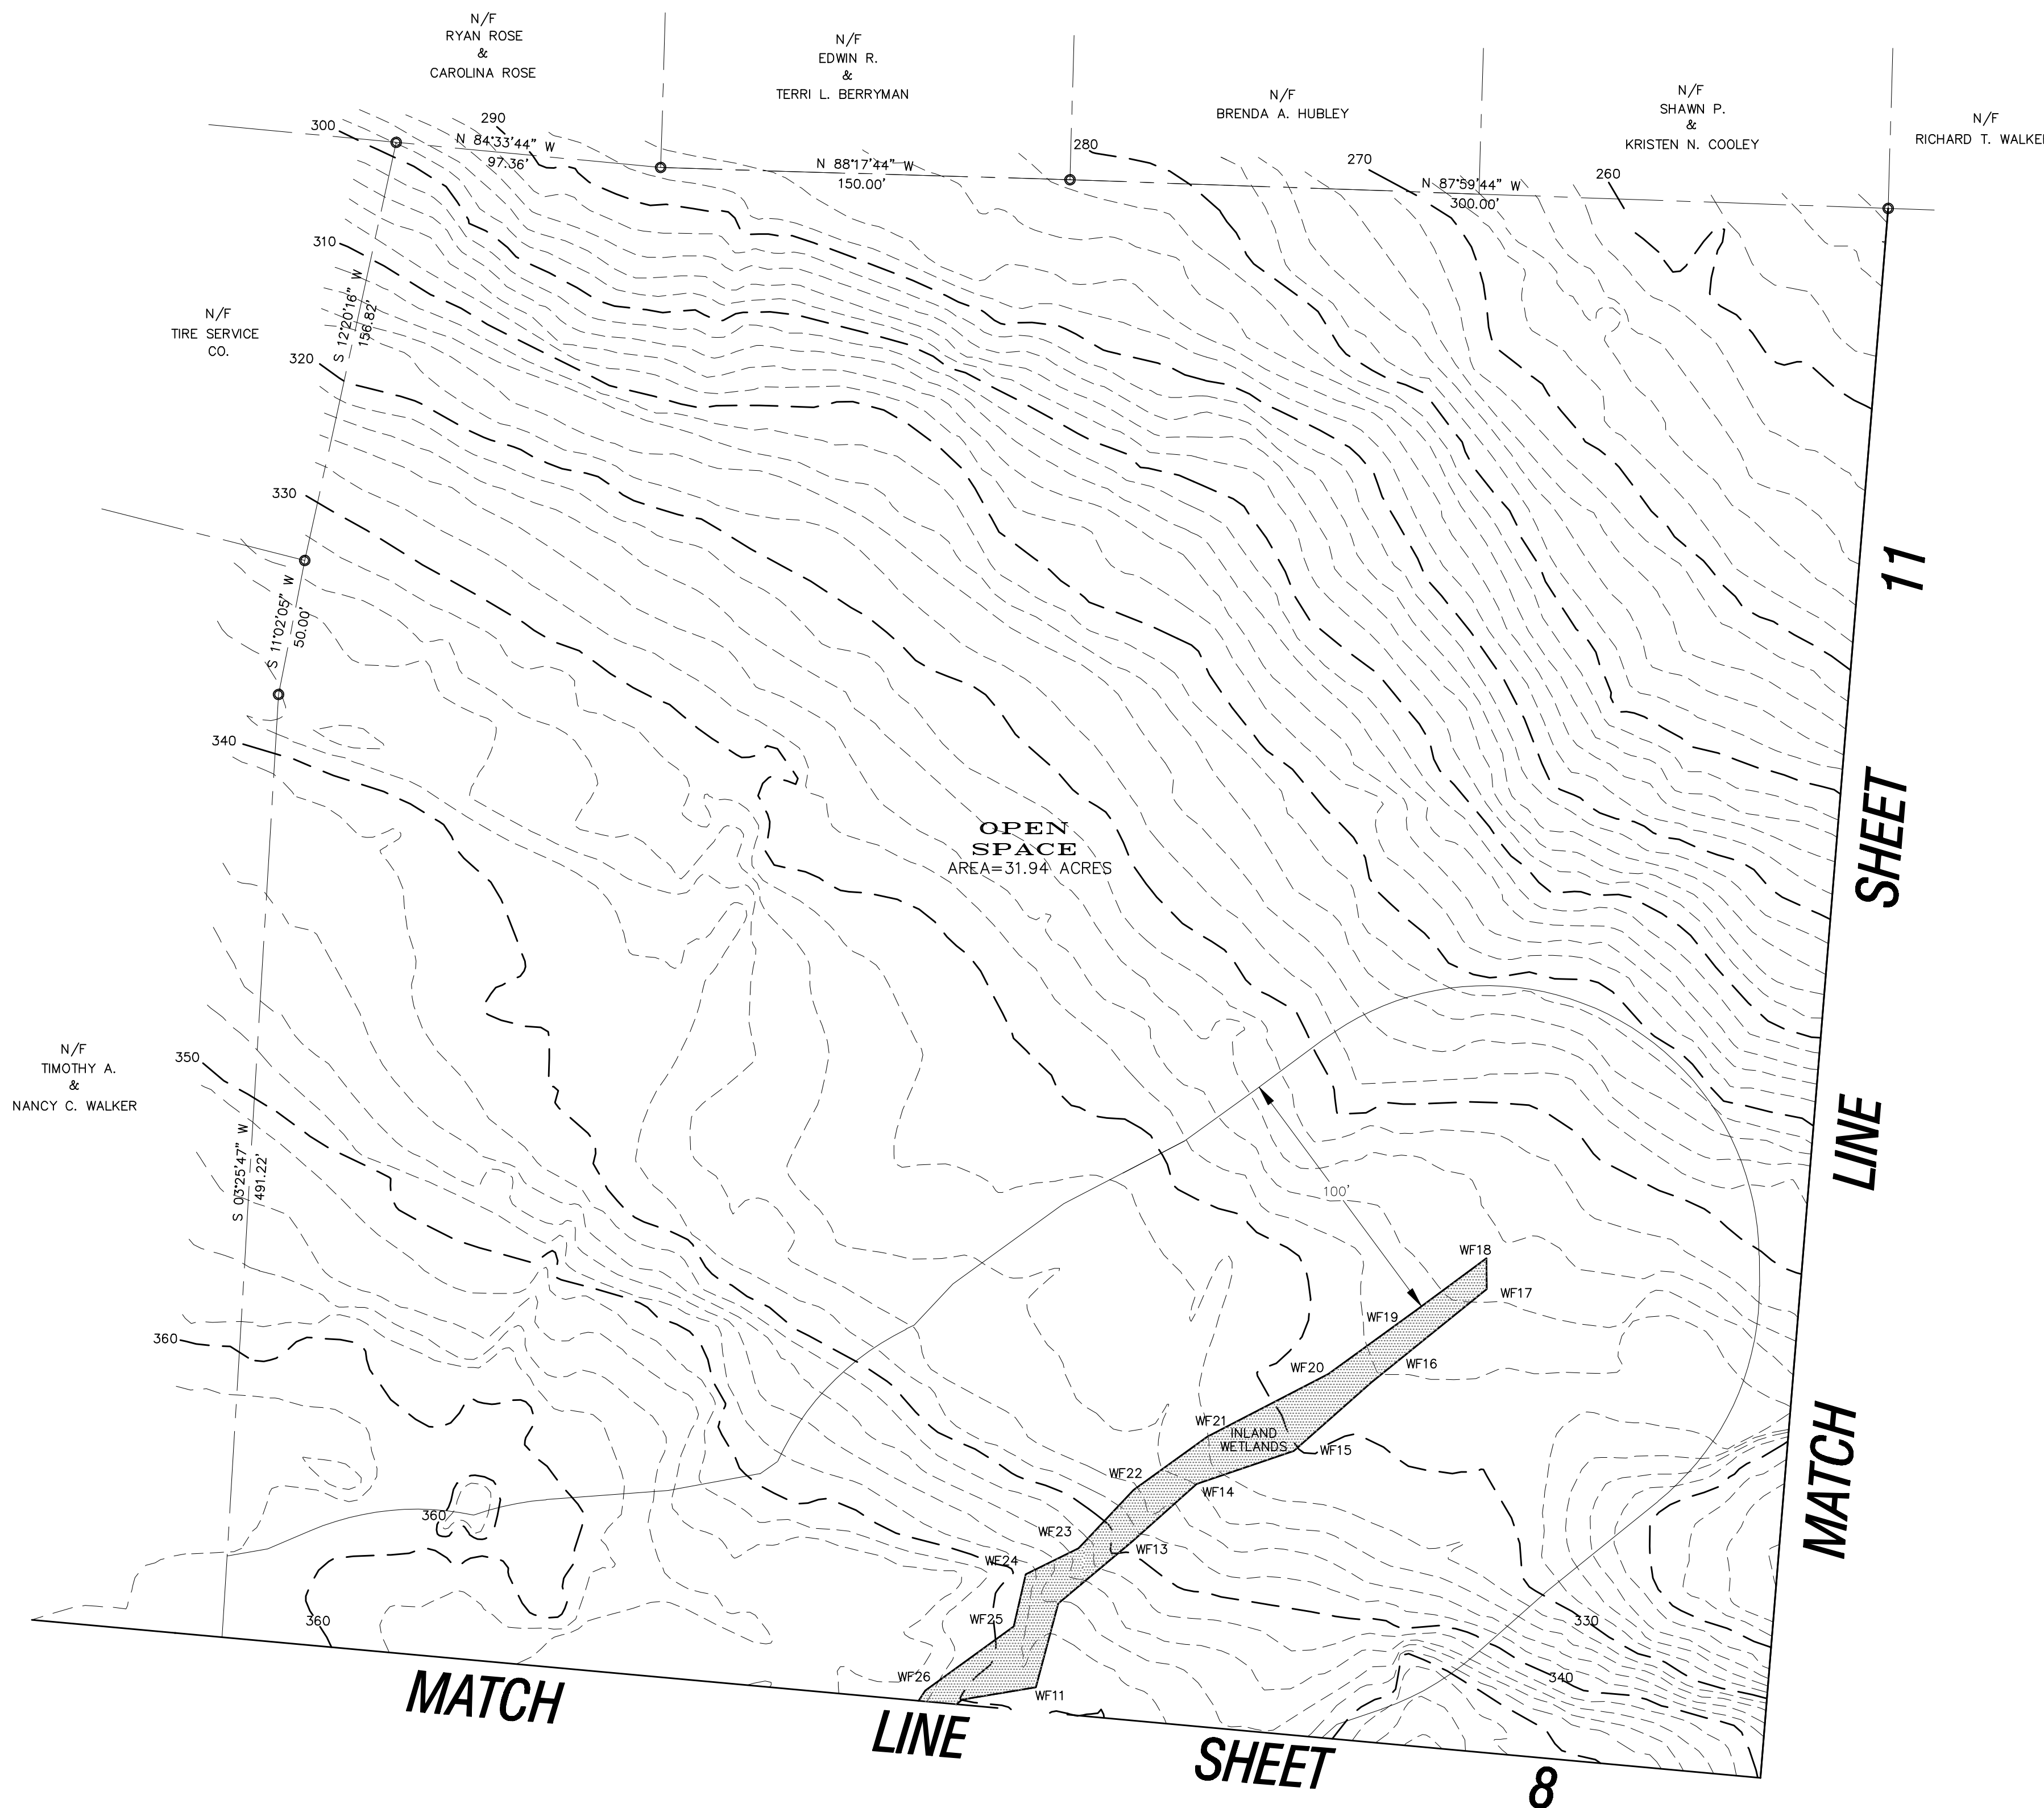 N/F
RYAN ROSE
&
CAROLINA ROSE
N/F
EDWIN R.
&
TERRI L. BERRYMAN
N/F
BRENDA A. HUBLEY
N/F
SHAWN P.
&
KRISTEN N. COOLEY
N/F
RICHARD T. WALKE
300
290
N 84°33'44" W
97.36'
N 88°17'44" W
150.00'
280
270
N 87°59'44" W
300.00'
260
310
S 12°20'16" W
156.82'
N/F
TIRE SERVICE
CO.
320
330
S 11°02'05" W
50.00'
340
OPEN
SPACE
AREA=31.94 ACRES
N/F
TIMOTHY A.
&
NANCY C. WALKER
350
S 03°25'47" W
491.22'
360
100'
WF18
WF17
WF19
WF20
WF16
WF21
INLAND
WETLANDS
WF15
WF22
WF14
WF23
WF13
WF24
WF25
WF26
WF11
360
360
330
340
MATCH LINE SHEET 11
MATCH LINE SHEET 8